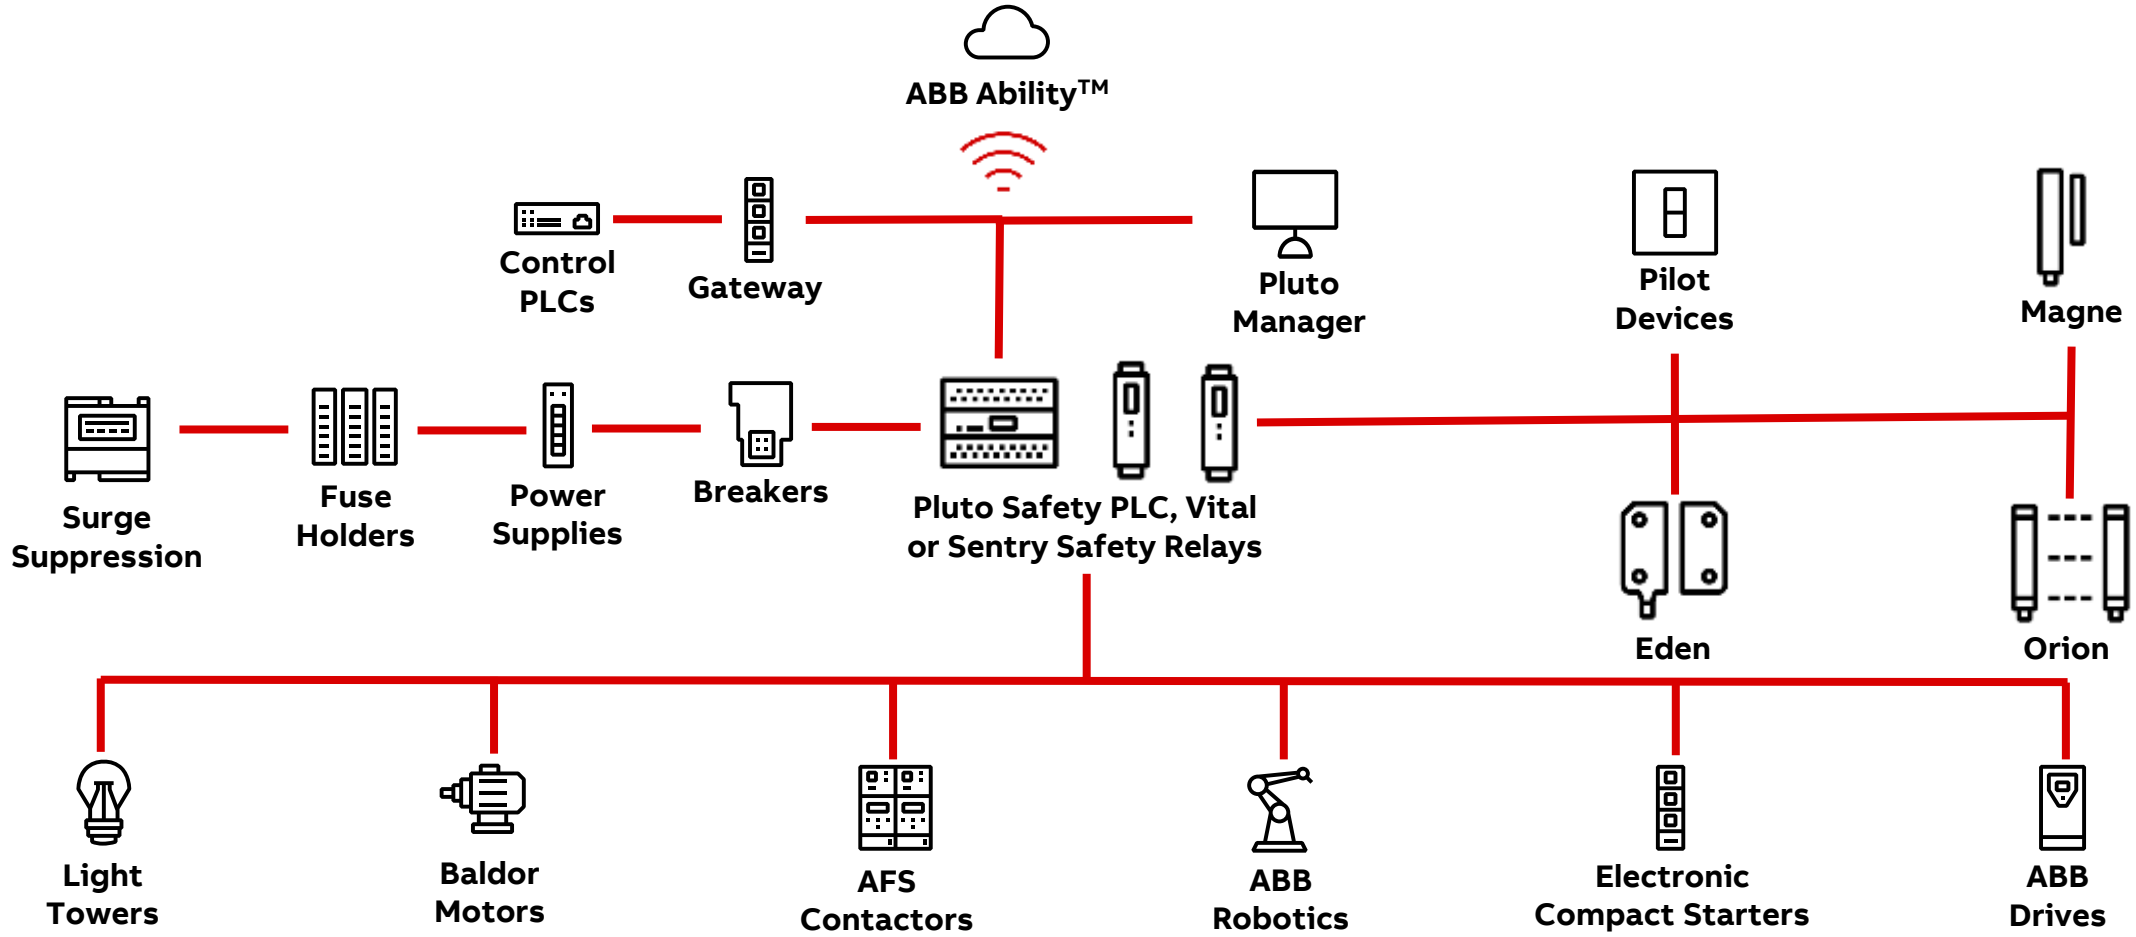 ABB Ability™
Control
PLCs
Gateway
Pluto
Manager
Pilot
Devices
Magne
Surge
Suppression
Fuse
Holders
Power
Supplies
Breakers
Pluto Safety PLC, Vital
or Sentry Safety Relays
Eden
Orion
Light
Towers
Baldor
Motors
AFS
Contactors
ABB
Robotics
Electronic
Compact Starters
ABB
Drives